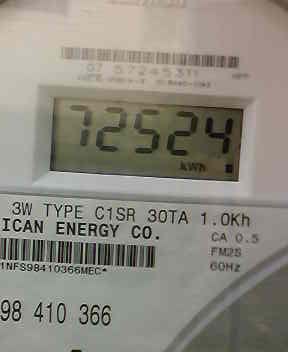 07 57245311
72524
kWh
3W TYPE C1SR 30TA 1.0Kh
ICAN ENERGY CO.
CA 0.5
FM2S
1NFS98410366MEC*
60Hz
98 410 366